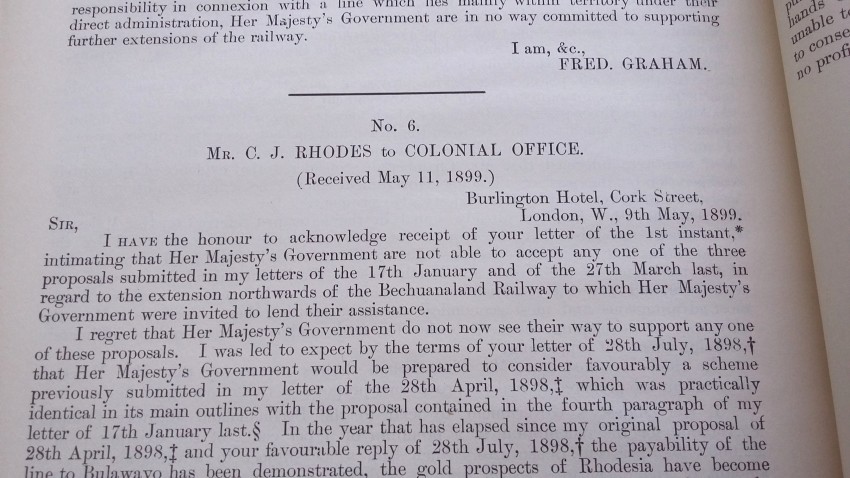 responsibility in connexion with a line which lies mainly within territory under their
direct administration, Her Majesty's Government are in no way committed to supporting
further extensions of the railway.
I am, &c.,
FRED. GRAHAM.
No. 6.
MR. C. J. RHODES to COLONIAL OFFICE.
(Received May 11, 1899.)
Burlington Hotel, Cork Street,
London, W., 9th May, 1899.
SIR,
I HAVE the honour to acknowledge receipt of your letter of the 1st instant,*
intimating that Her Majesty's Government are not able to accept any one of the three
proposals submitted in my letters of the 17th January and of the 27th March last, in
regard to the extension northwards of the Bechuanaland Railway to which Her Majesty's
Government were invited to lend their assistance.
I regret that Her Majesty's Government do not now see their way to support any one
of these proposals. I was led to expect by the terms of your letter of 28th July, 1898,†
that Her Majesty's Government would be prepared to consider favourably a scheme
previously submitted in my letter of the 28th April, 1898,‡ which was practically
identical in its main outlines with the proposal contained in the fourth paragraph of my
letter of 17th January last.§ In the year that has elapsed since my original proposal of
28th April, 1898,‡ and your favourable reply of 28th July, 1898,† the payability of the
line to Bulawayo has been demonstrated, the gold prospects of Rhodesia have become
hands
unable t
to conse
no profi